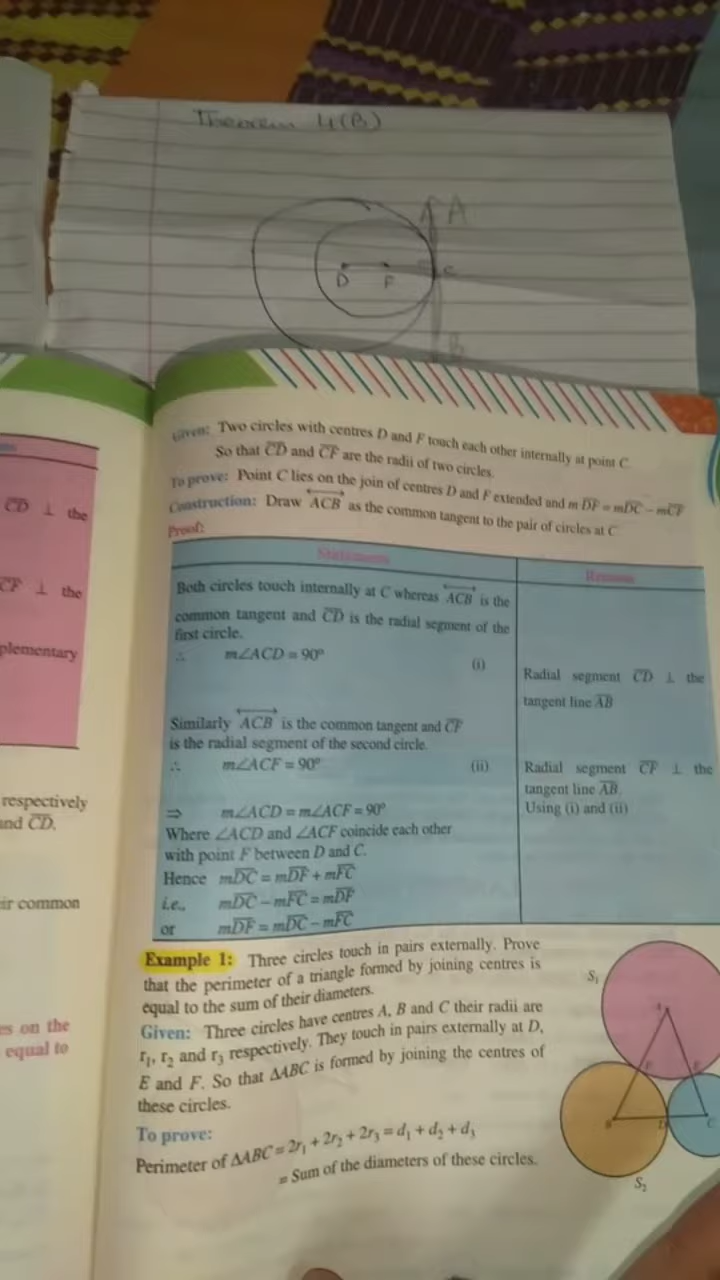 Theorem 4(B)
A
D F C
B
Given: Two circles with centres D and F touch each other internally at point C.
So that CD and CF are the radii of two circles.
To prove: Point C lies on the join of centres D and F extended and m DF = mDC − mCF
Construction: Draw ACB as the common tangent to the pair of circles at C
Proof:
Statements
Reasons
Both circles touch internally at C whereas ACB is the
common tangent and CD is the radial segment of the
first circle.
∴ m∠ACD = 90° (i)
Radial segment CD ⊥ the
tangent line AB
Similarly ACB is the common tangent and CF
is the radial segment of the second circle.
∴ m∠ACF = 90° (ii)
Radial segment CF ⊥ the
tangent line AB.
Using (i) and (ii)
⇒ m∠ACD = m∠ACF = 90°
Where ∠ACD and ∠ACF coincide each other
with point F between D and C.
Hence mDC = mDF + mFC
i.e., mDC − mFC = mDF
or mDF = mDC − mFC
Example 1: Three circles touch in pairs externally. Prove
that the perimeter of a triangle formed by joining centres is
equal to the sum of their diameters.
Given: Three circles have centres A, B and C their radii are
r₁, r₂ and r₃ respectively. They touch in pairs externally at D,
E and F. So that ΔABC is formed by joining the centres of
these circles.
To prove:
Perimeter of ΔABC = 2r₁ + 2r₂ + 2r₃ = d₁ + d₂ + d₃
= Sum of the diameters of these circles.
S₁
A
F E
B D C
S₂
CD ⊥ the
CF ⊥ the
plementary
respectively
and CD.
eir common
es on the
equal to